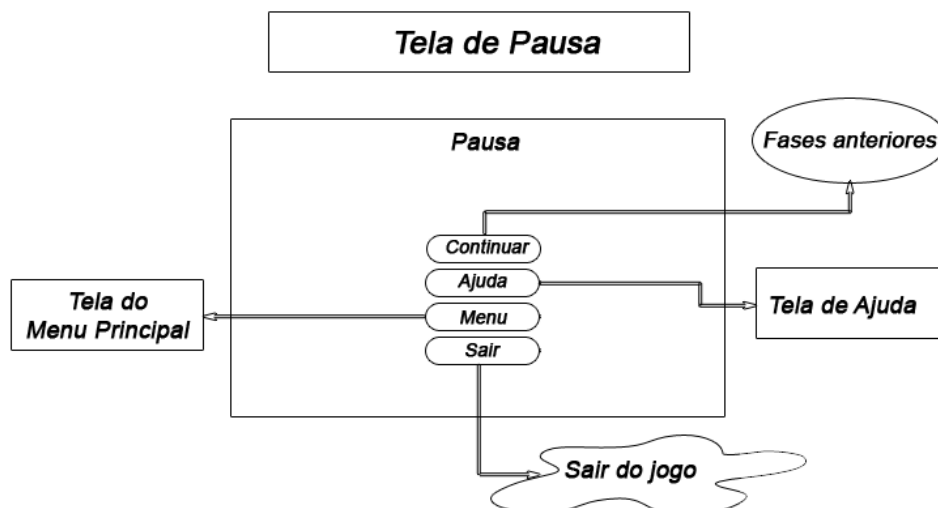 Tela de Pausa
Pausa
Fases anteriores
Continuar
Ajuda
Menu
Sair
Tela do
Menu Principal
Tela de Ajuda
Sair do jogo